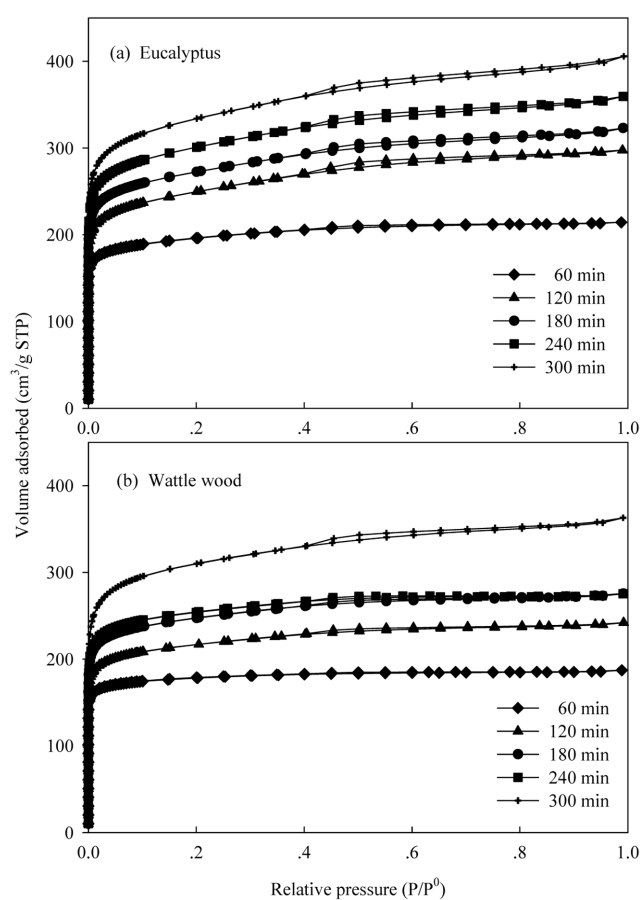 (a) Eucalyptus
400
300
200
100
0
60 min
120 min
180 min
240 min
300 min
0.0 .2 .4 .6 .8 1.0
Volume adsorbed (cm³/g STP)
(b) Wattle wood
400
300
200
100
0
60 min
120 min
180 min
240 min
300 min
0.0 .2 .4 .6 .8 1.0
Relative pressure (P/P⁰)